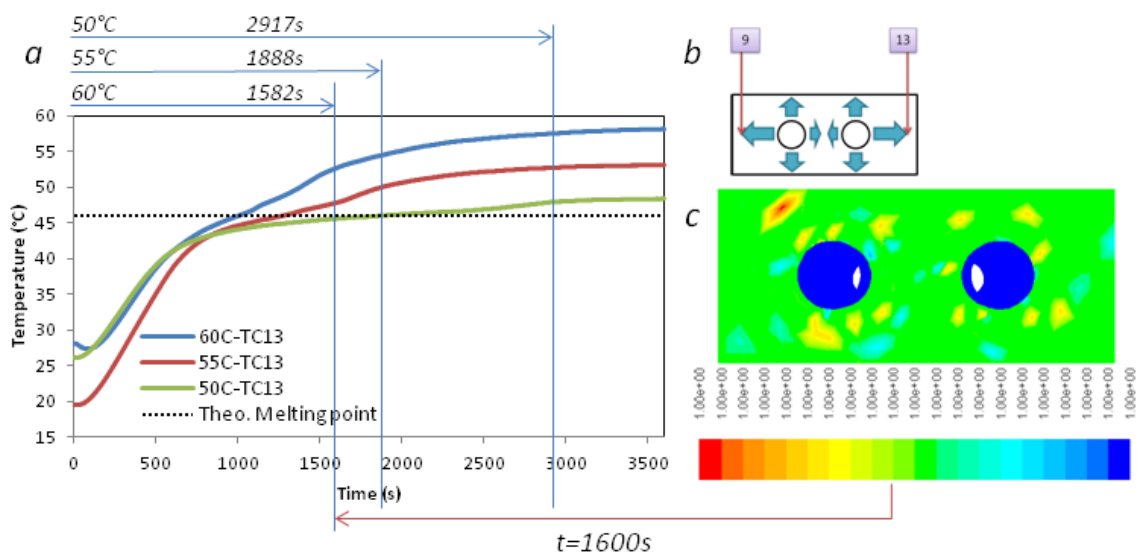 50°C 2917s
a
55°C 1888s
60°C 1582s
60
55
50
45
40
35
30
25
20
15
Temperature (°C)
60C-TC13
55C-TC13
50C-TC13
Theo. Melting point
0 500 1000 1500 2000 2500 3000 3500
Time (s)
b
9 13
c
1.00e+00 1.00e+00 1.00e+00 1.00e+00 1.00e+00 1.00e+00 1.00e+00 1.00e+00 1.00e+00 1.00e+00 1.00e+00 1.00e+00 1.00e+00 1.00e+00 1.00e+00 1.00e+00 1.00e+00 1.00e+00 1.00e+00 1.00e+00 1.00e+00
t=1600s